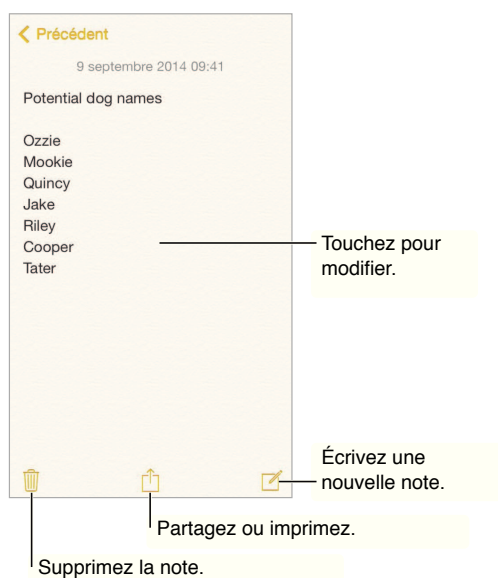 Précédent
9 septembre 2014 09:41
Potential dog names
Ozzie
Mookie
Quincy
Jake
Riley
Cooper
Tater
Touchez pour
modifier.
Écrivez une
nouvelle note.
Partagez ou imprimez.
Supprimez la note.